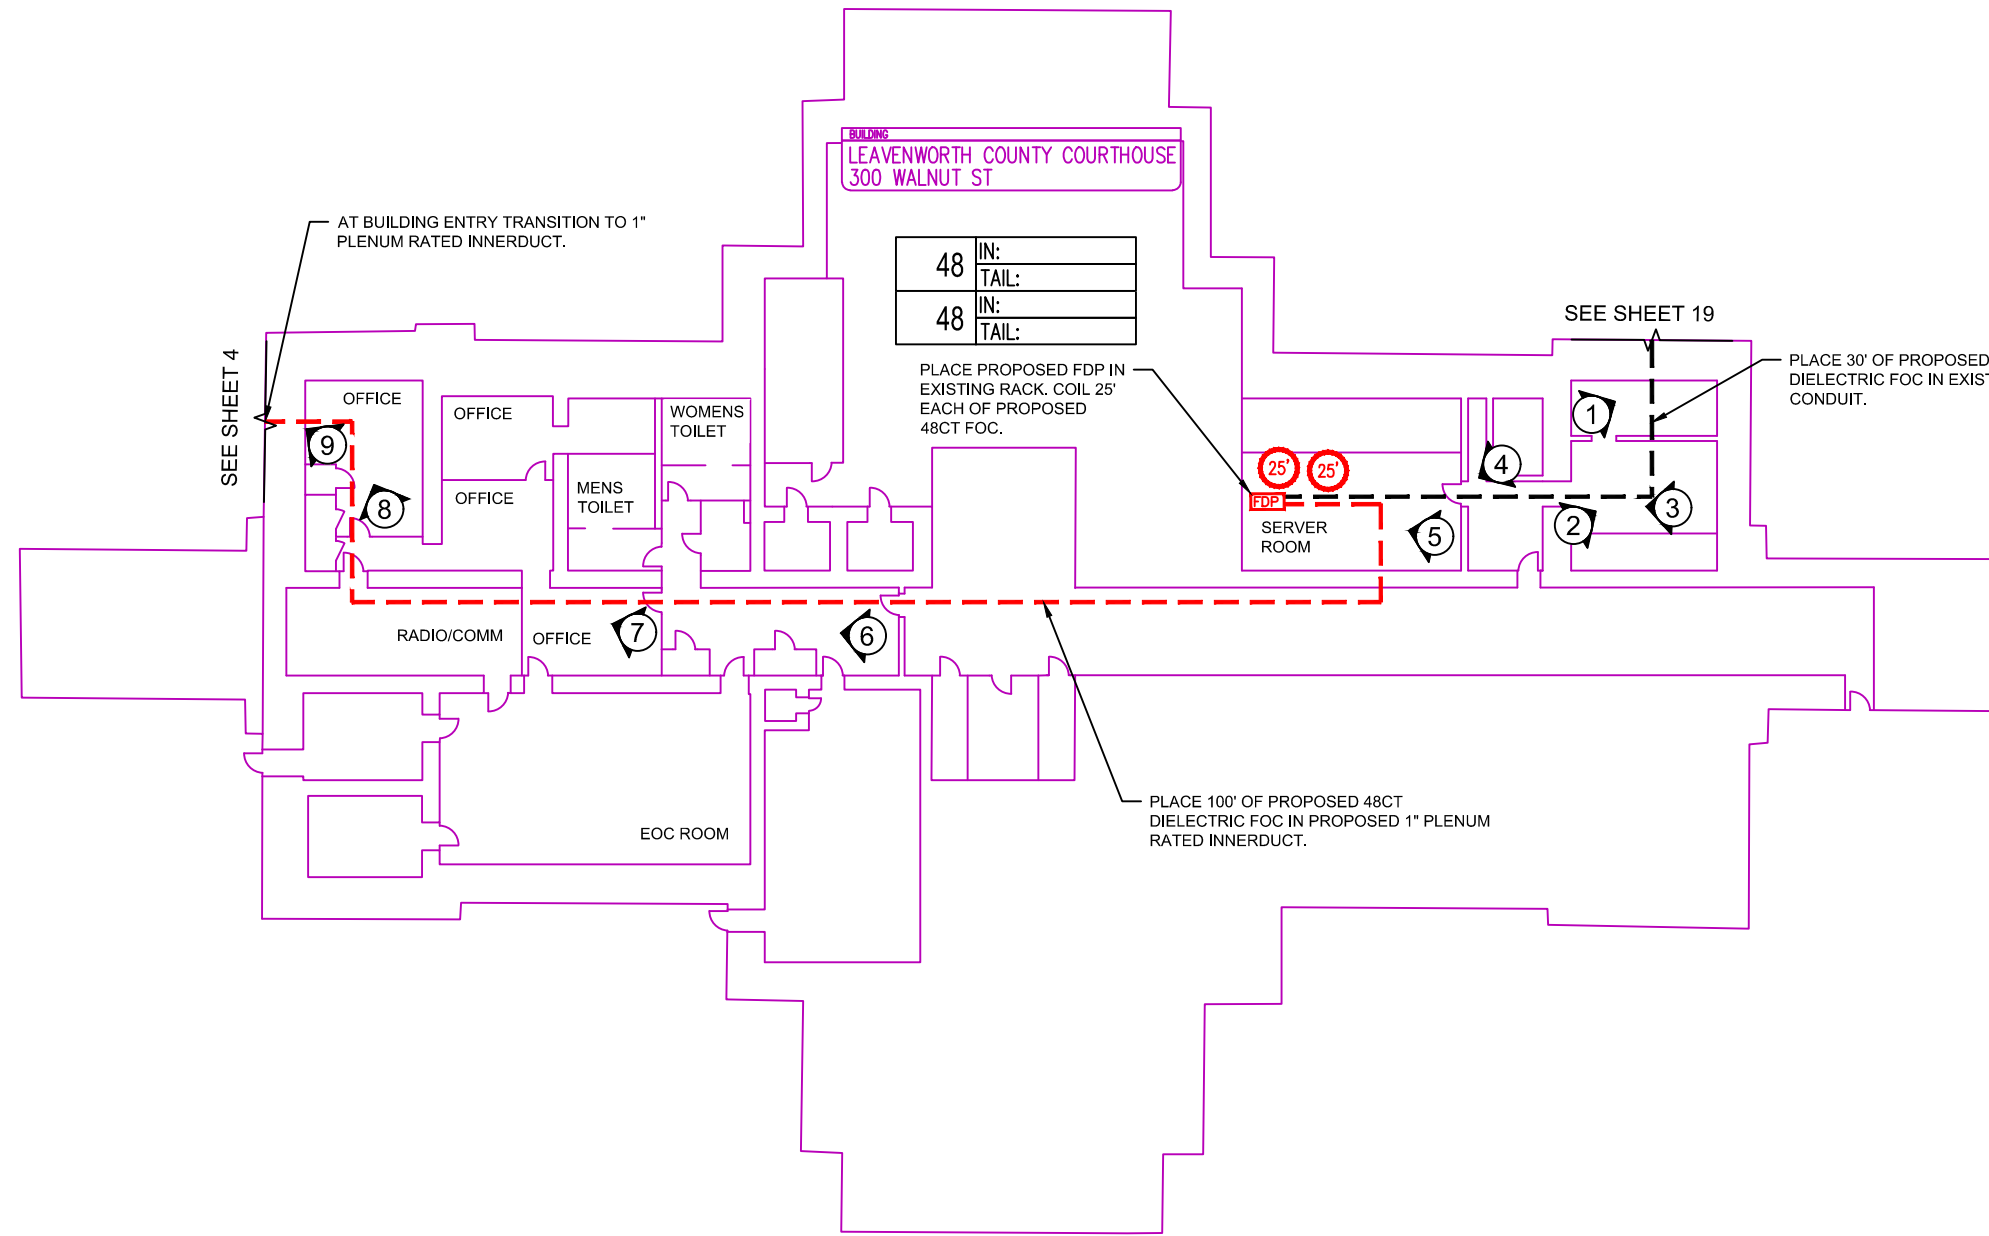 BUILDING
LEAVENWORTH COUNTY COURTHOUSE
300 WALNUT ST
AT BUILDING ENTRY TRANSITION TO 1"
PLENUM RATED INNERDUCT.
48
IN:
TAIL:
48
IN:
TAIL:
SEE SHEET 4
SEE SHEET 19
PLACE PROPOSED FDP IN
EXISTING RACK. COIL 25'
EACH OF PROPOSED
48CT FOC.
PLACE 30' OF PROPOSED
DIELECTRIC FOC IN EXIST
CONDUIT.
OFFICE
OFFICE
WOMENS
TOILET
OFFICE
MENS
TOILET
9
8
25'
25'
FDP
SERVER
ROOM
1
4
3
2
5
RADIO/COMM
OFFICE
7
6
EOC ROOM
PLACE 100' OF PROPOSED 48CT
DIELECTRIC FOC IN PROPOSED 1" PLENUM
RATED INNERDUCT.